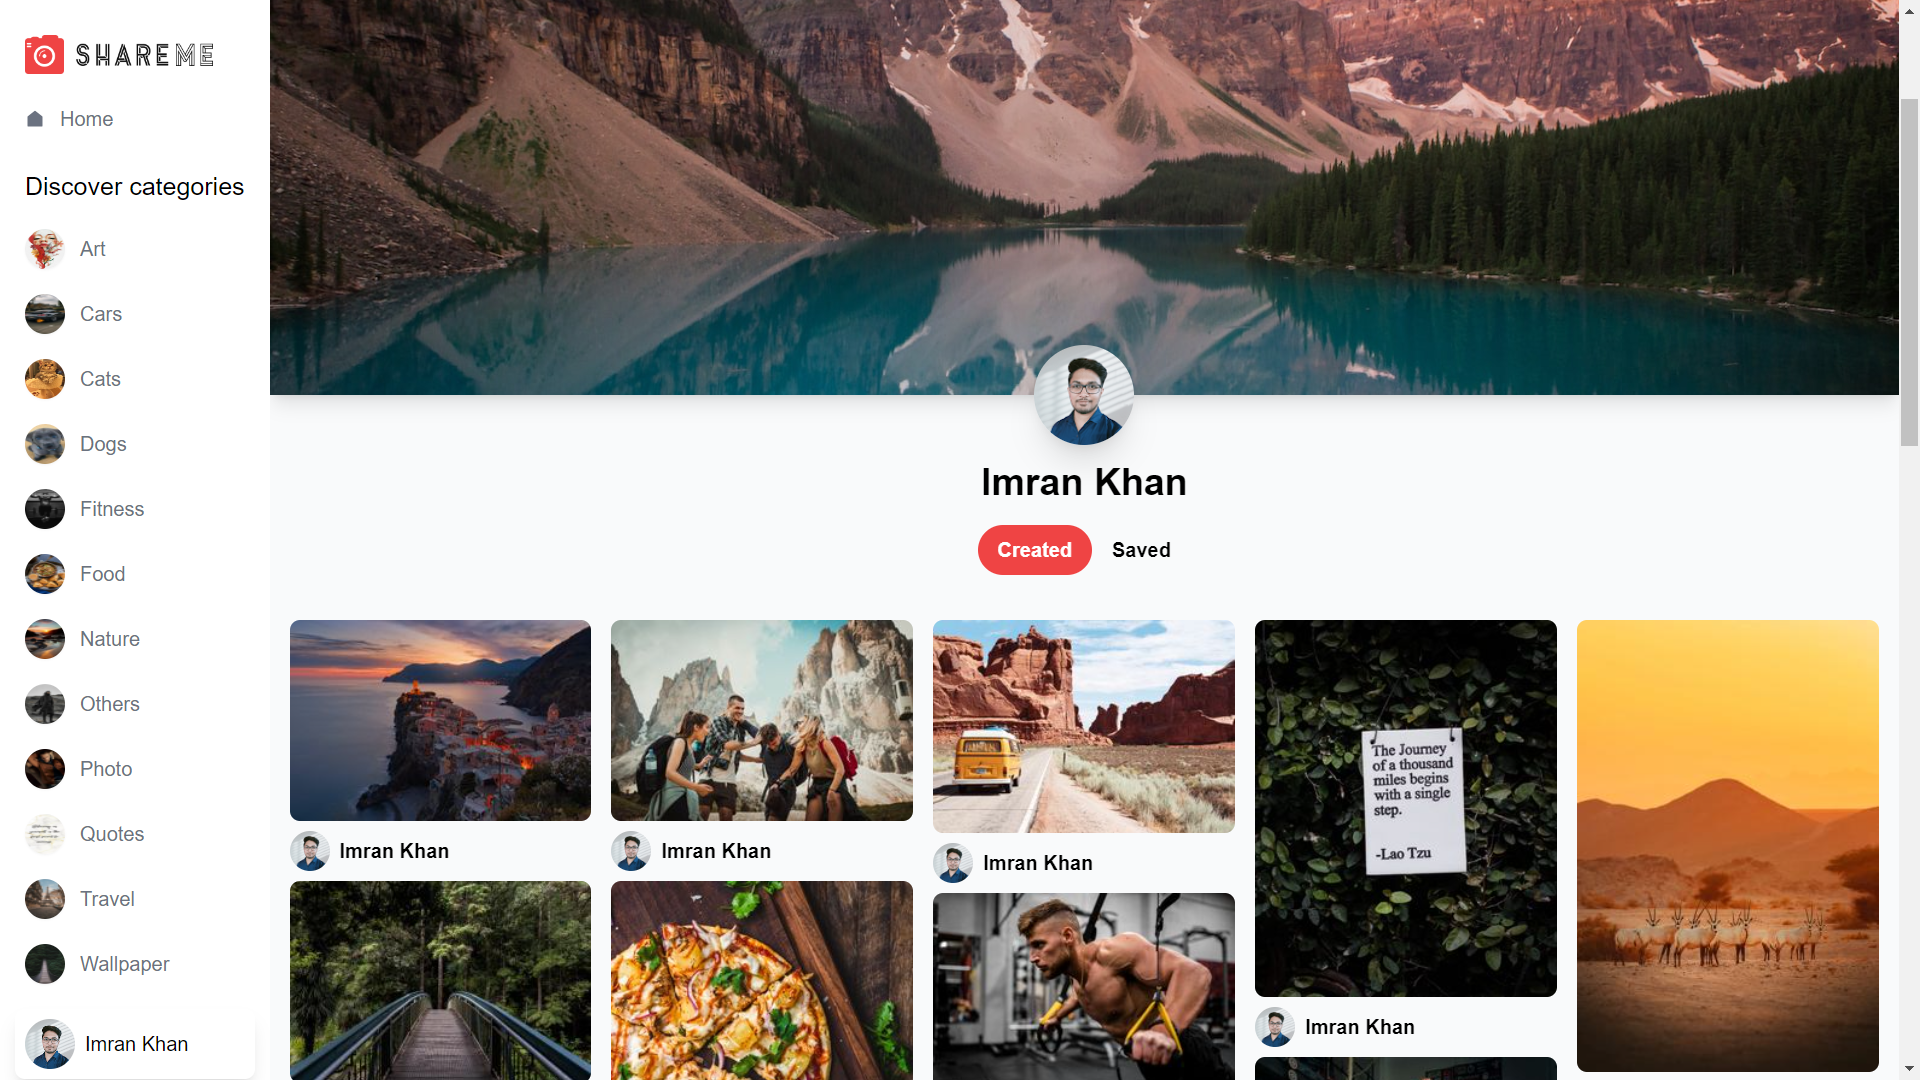 SHAREME
Home
Discover categories
Art
Cars
Cats
Dogs
Fitness
Food
Nature
Others
Photo
Quotes
Travel
Wallpaper
Imran Khan
Imran Khan
Created
Saved
Imran Khan
Imran Khan
Imran Khan
The Journey
of a thousand
miles begins
with a single
step.
-Lao Tzu
Imran Khan